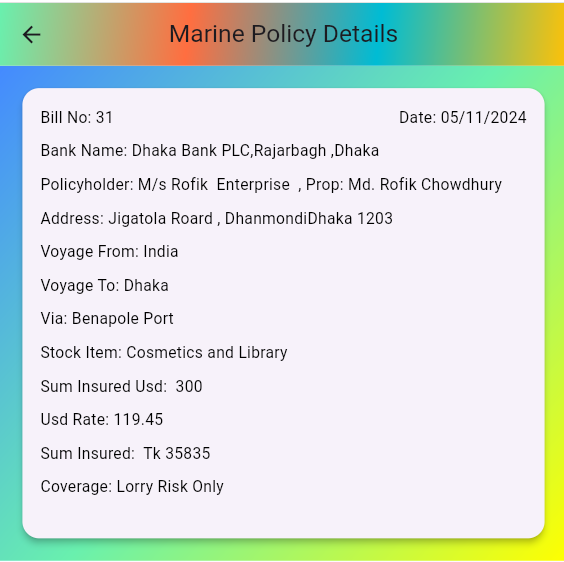 Marine Policy Details
Bill No: 31 Date: 05/11/2024
Bank Name: Dhaka Bank PLC,Rajarbagh ,Dhaka
Policyholder: M/s Rofik  Enterprise  , Prop: Md. Rofik Chowdhury
Address: Jigatola Roard , DhanmondiDhaka 1203
Voyage From: India
Voyage To: Dhaka
Via: Benapole Port
Stock Item: Cosmetics and Library
Sum Insured Usd:  300
Usd Rate: 119.45
Sum Insured:  Tk 35835
Coverage: Lorry Risk Only